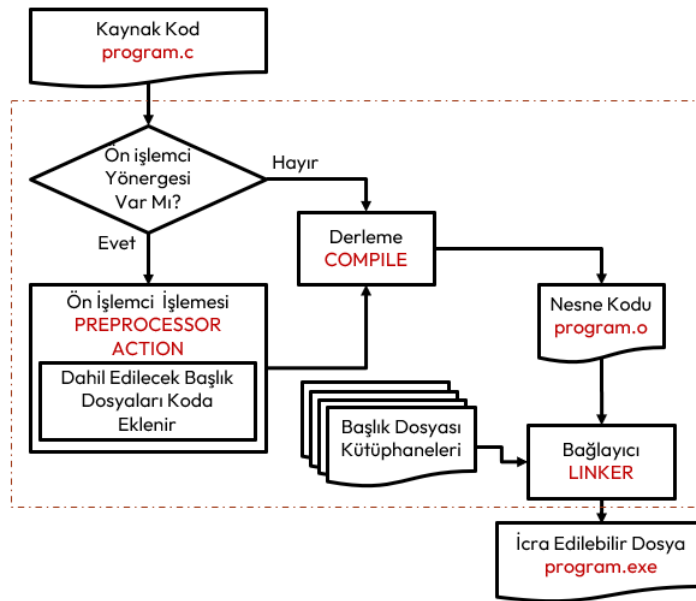 Kaynak Kod
program.c
Ön işlemci
Yönergesi
Var Mı?
Hayır
Evet
Derleme
COMPILE
Ön İşlemci İşlemesi
PREPROCESSOR
ACTION
Dahil Edilecek Başlık
Dosyaları Koda
Eklenir
Nesne Kodu
program.o
Başlık Dosyası
Kütüphaneleri
Bağlayıcı
LINKER
İcra Edilebilir Dosya
program.exe